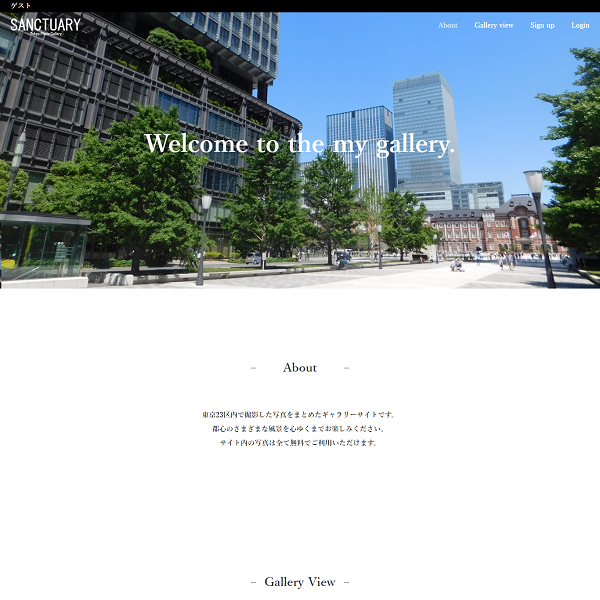 ゲスト
SANCTUARY
Tokyo Photo Gallery
About Gallery view Sign up Login
Welcome to the my gallery.
– About –
東京23区内で撮影した写真をまとめたギャラリーサイトです。
都心のさまざまな風景を心ゆくまでお楽しみください。
サイト内の写真は全て無料でご利用いただけます。
– Gallery View –